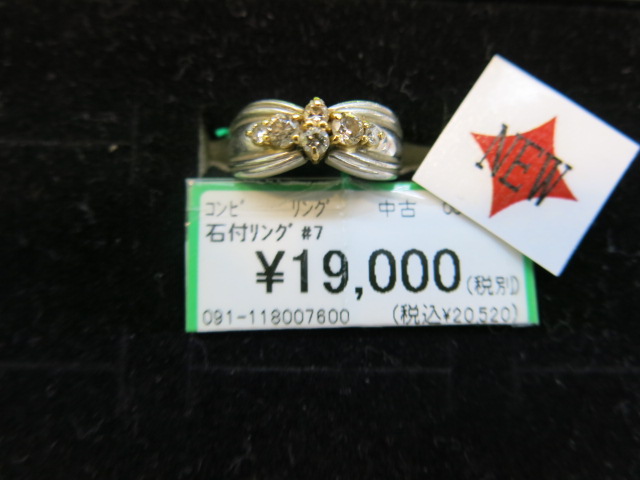 NEW
ｺﾝﾋﾞ ﾘﾝｸﾞ 中古
石付ﾘﾝｸﾞ #7
¥19,000(税別)
091-118007600 (税込¥20,520)